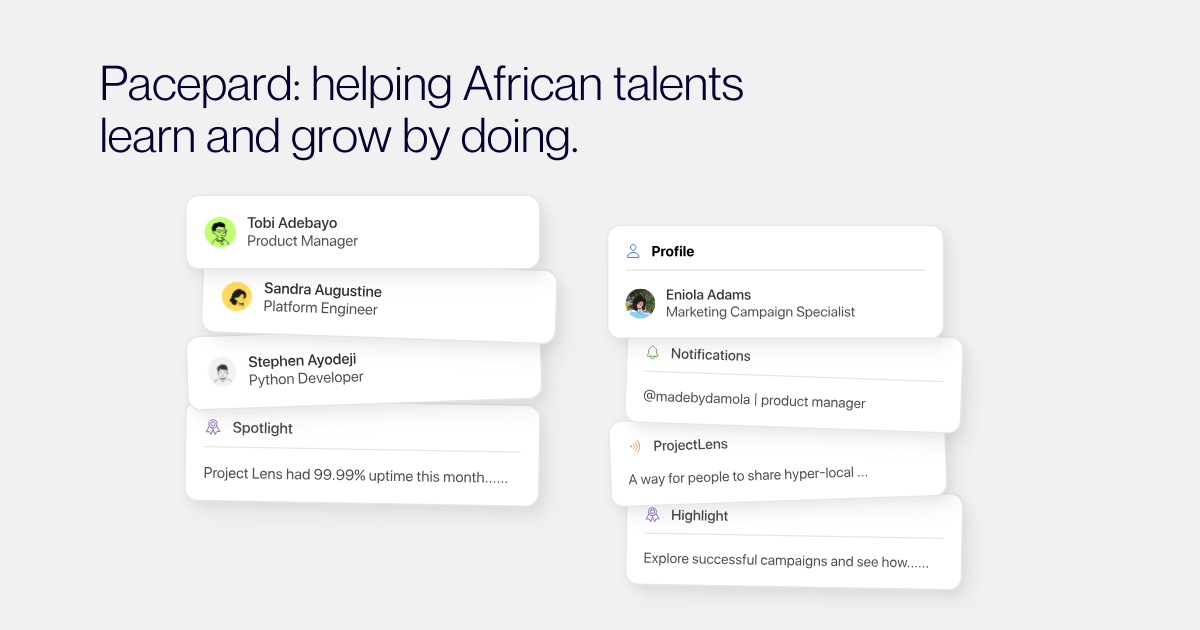 Pacepard: helping African talents
learn and grow by doing.
Tobi Adebayo
Product Manager
Sandra Augustine
Platform Engineer
Stephen Ayodeji
Python Developer
Spotlight
Project Lens had 99.99% uptime this month......
Profile
Eniola Adams
Marketing Campaign Specialist
Notifications
@madebydamola | product manager
ProjectLens
A way for people to share hyper-local ...
Highlight
Explore successful campaigns and see how......